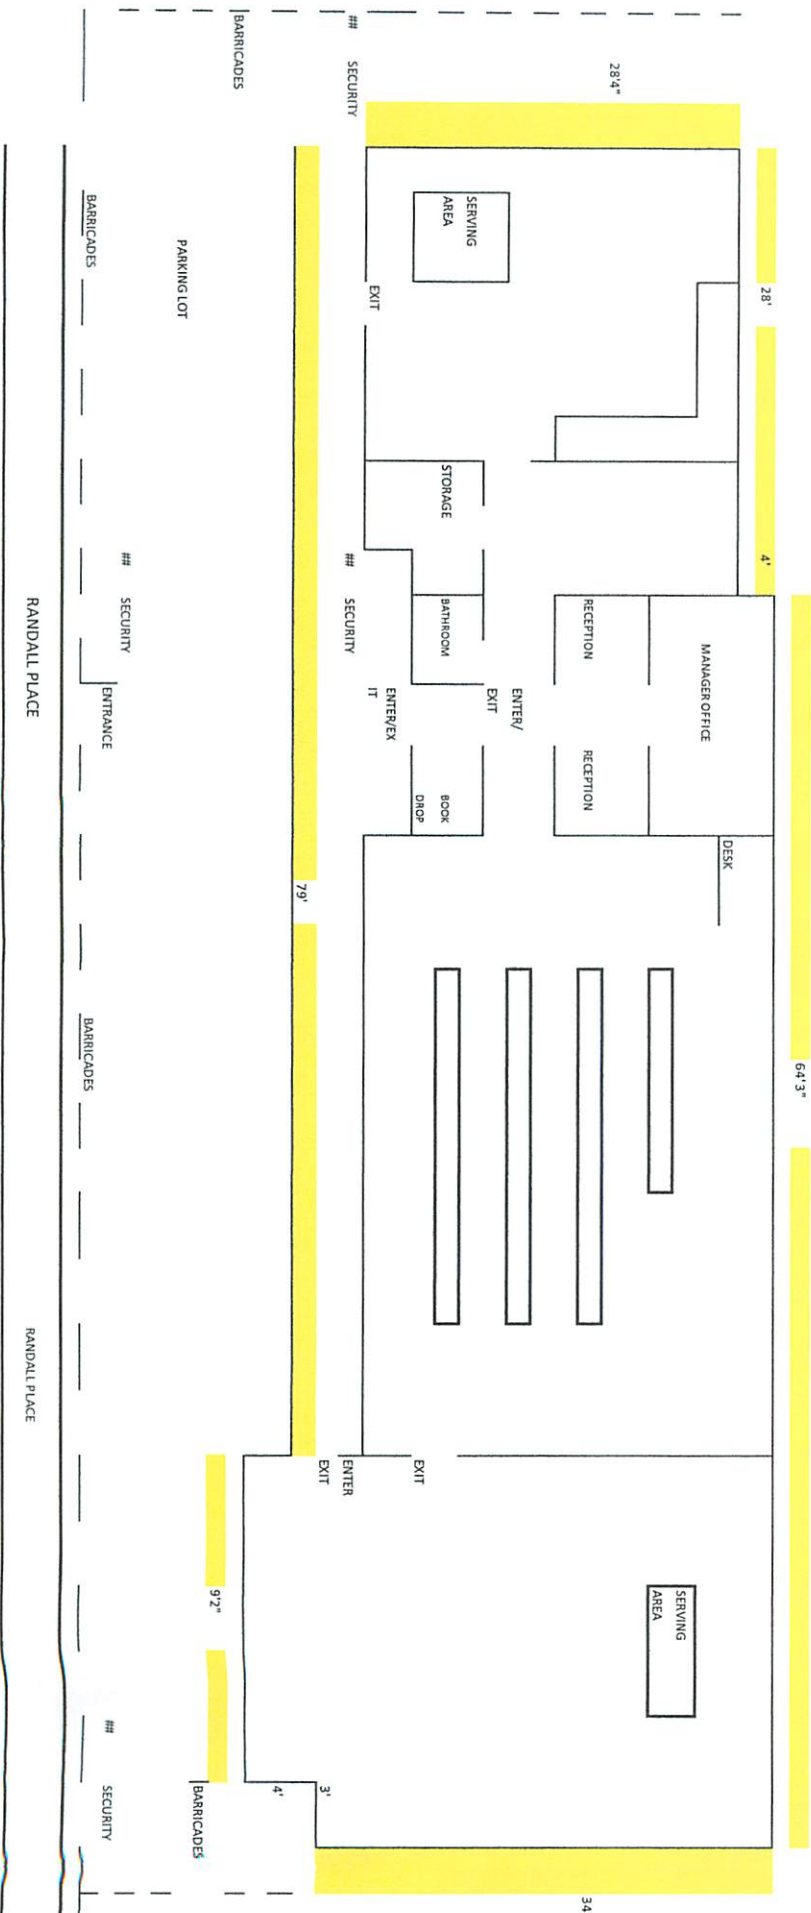 64'3"
28'
4'
MANAGER OFFICE
DESK
28'4"
SERVING
AREA
34
RECEPTION
RECEPTION
ENTER/
EXIT
SERVING
AREA
STORAGE
BATHROOM
BOOK
DROP
EXIT
EXIT
ENTER/EX
IT
## SECURITY
## SECURITY
ENTER
EXIT
3'
79'
4'
BARRICADES
9'2"
PARKING LOT
BARRICADES
## SECURITY
ENTRANCE
## SECURITY
BARRICADES
BARRICADES
RANDALL PLACE
RANDALL PLACE